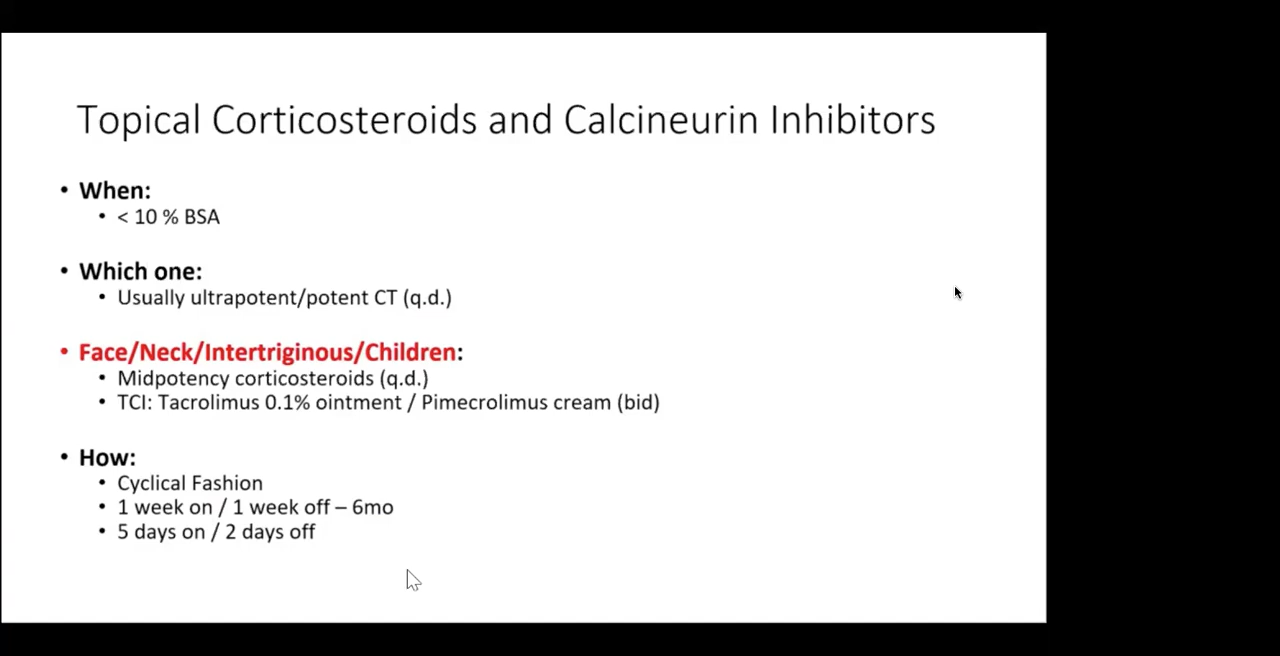 Topical Corticosteroids and Calcineurin Inhibitors
• When:
• < 10 % BSA
• Which one:
• Usually ultrapotent/potent CT (q.d.)
• Face/Neck/Intertriginous/Children:
• Midpotency corticosteroids (q.d.)
• TCI: Tacrolimus 0.1% ointment / Pimecrolimus cream (bid)
• How:
• Cyclical Fashion
• 1 week on / 1 week off – 6mo
• 5 days on / 2 days off